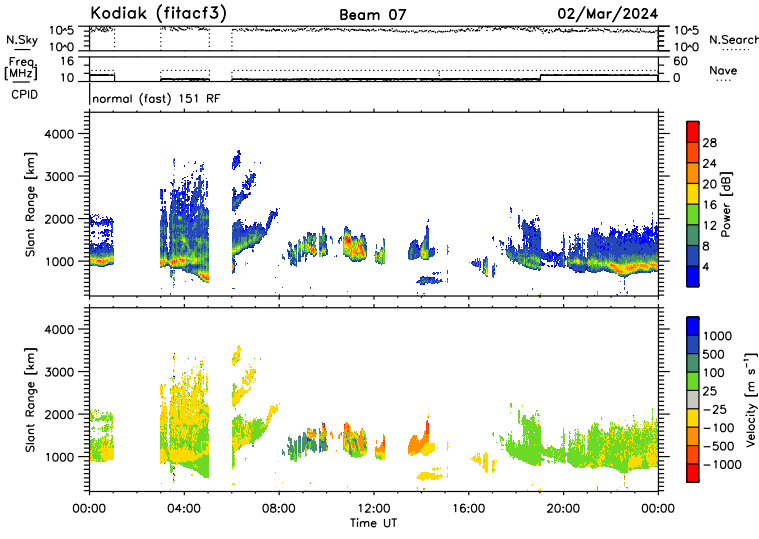 Kodiak (fitacf3) Beam 07 02/Mar/2024
N.Sky 10^5 10^0 10^5 10^0 N.Search
Freq. [MHz] 16 10 60 0 Nave
CPID normal (fast) 151 RF
Slant Range [km] 4000 3000 2000 1000
Power [dB] 28 24 20 16 12 8 4
Slant Range [km] 4000 3000 2000 1000
Velocity [m s⁻¹] 1000 500 100 25 −25 −100 −500 −1000
00:00 04:00 08:00 12:00 16:00 20:00 00:00
Time UT